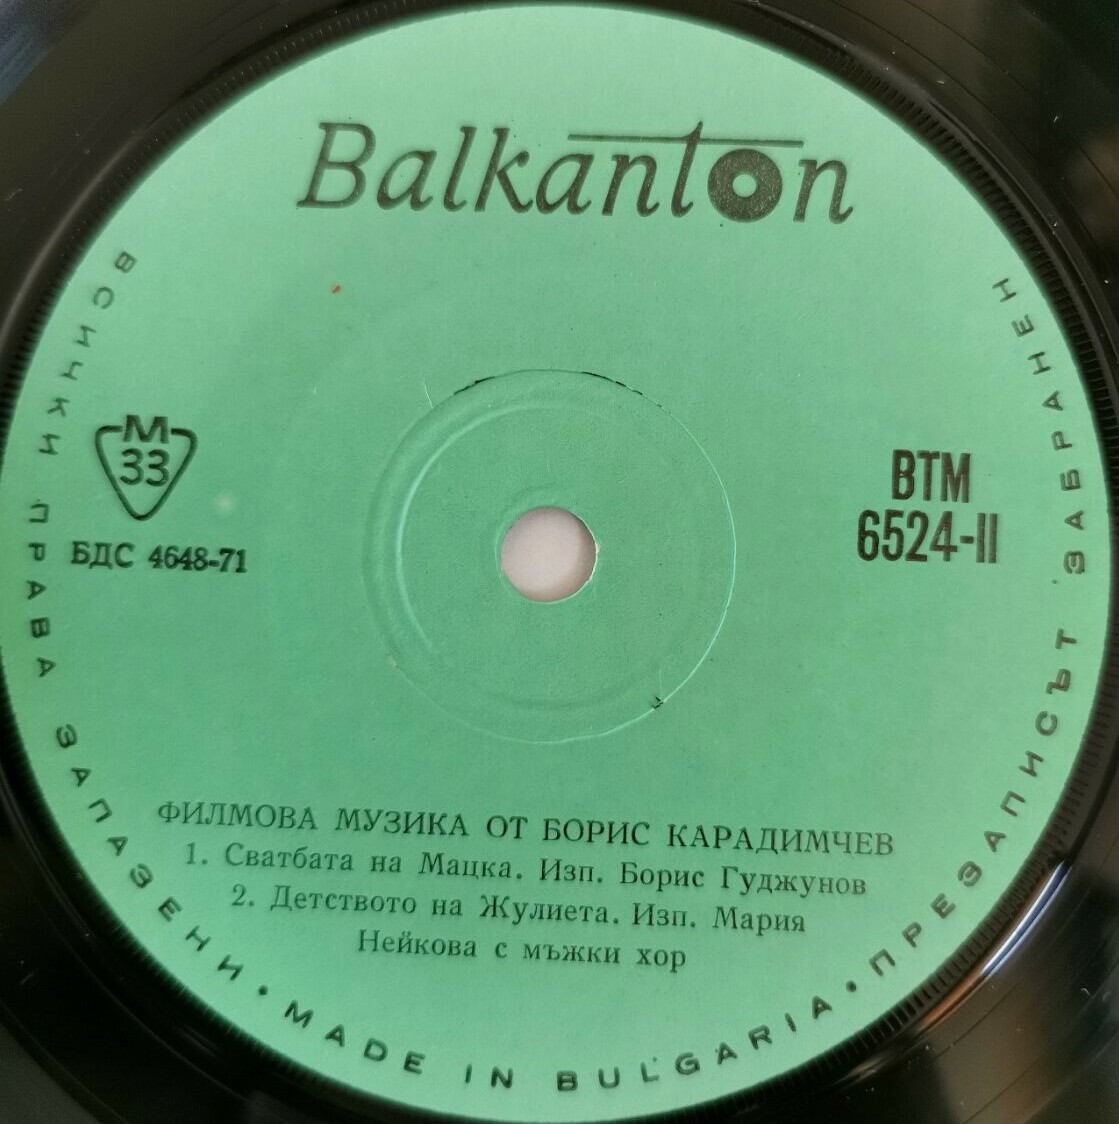 Balkanton
М
33
БДС 4648-71
ВТМ
6524-II
ФИЛМОВА МУЗИКА ОТ БОРИС КАРАДИМЧЕВ
1. Сватбата на Мацка. Изп. Борис Гуджунов
2. Детството на Жулиета. Изп. Мария
Нейкова с мъжки хор
ВСИЧКИ ПРАВА ЗАПАЗЕНИ • MADE IN BULGARIA • ПРЕЗАПИСЪТ ЗАБРАНЕН